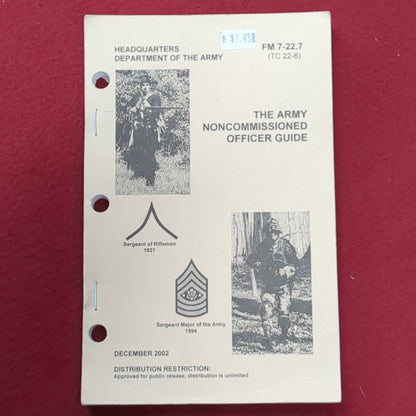 $2.95
HEADQUARTERS
DEPARTMENT OF THE ARMY
FM 7-22.7
(TC 22-6)
THE ARMY
NONCOMMISSIONED
OFFICER GUIDE
Sergeant of Riflemen
1821
Sergeant Major of the Army
1994
DECEMBER 2002
DISTRIBUTION RESTRICTION:
Approved for public release, distribution is unlimited